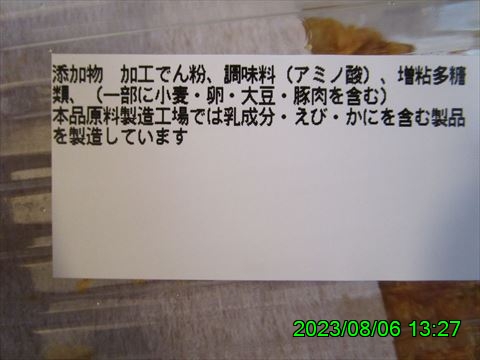 添加物　加工でん粉、調味料（アミノ酸）、増粘多糖
類、（一部に小麦・卵・大豆・豚肉を含む）
本品原料製造工場では乳成分・えび・かにを含む製品
を製造しています
2023/08/06 13:27